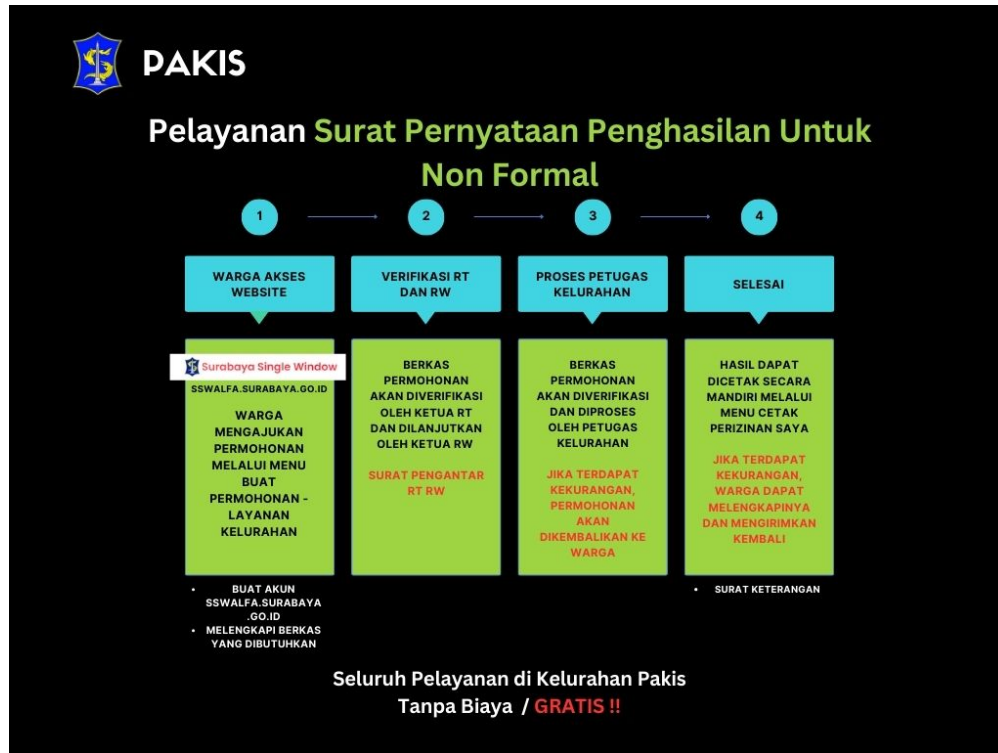 PAKIS
Pelayanan Surat Pernyataan Penghasilan Untuk
Non Formal
1
2
3
4
WARGA AKSES
WEBSITE
VERIFIKASI RT
DAN RW
PROSES PETUGAS
KELURAHAN
SELESAI
Surabaya Single Window
SSWALFA.SURABAYA.GO.ID
WARGA
MENGAJUKAN
PERMOHONAN
MELALUI MENU
BUAT
PERMOHONAN -
LAYANAN
KELURAHAN
• BUAT AKUN
SSWALFA.SURABAYA
.GO.ID
• MELENGKAPI BERKAS
YANG DIBUTUHKAN
BERKAS
PERMOHONAN
AKAN DIVERIFIKASI
OLEH KETUA RT
DAN DILANJUTKAN
OLEH KETUA RW
SURAT PENGANTAR
RT RW
BERKAS
PERMOHONAN
AKAN DIVERIFIKASI
DAN DIPROSES
OLEH PETUGAS
KELURAHAN
JIKA TERDAPAT
KEKURANGAN,
PERMOHONAN
AKAN
DIKEMBALIKAN KE
WARGA
HASIL DAPAT
DICETAK SECARA
MANDIRI MELALUI
MENU CETAK
PERIZINAN SAYA
JIKA TERDAPAT
KEKURANGAN,
WARGA DAPAT
MELENGKAPINYA
DAN MENGIRIMKAN
KEMBALI
• SURAT KETERANGAN
Seluruh Pelayanan di Kelurahan Pakis
Tanpa Biaya / GRATIS !!